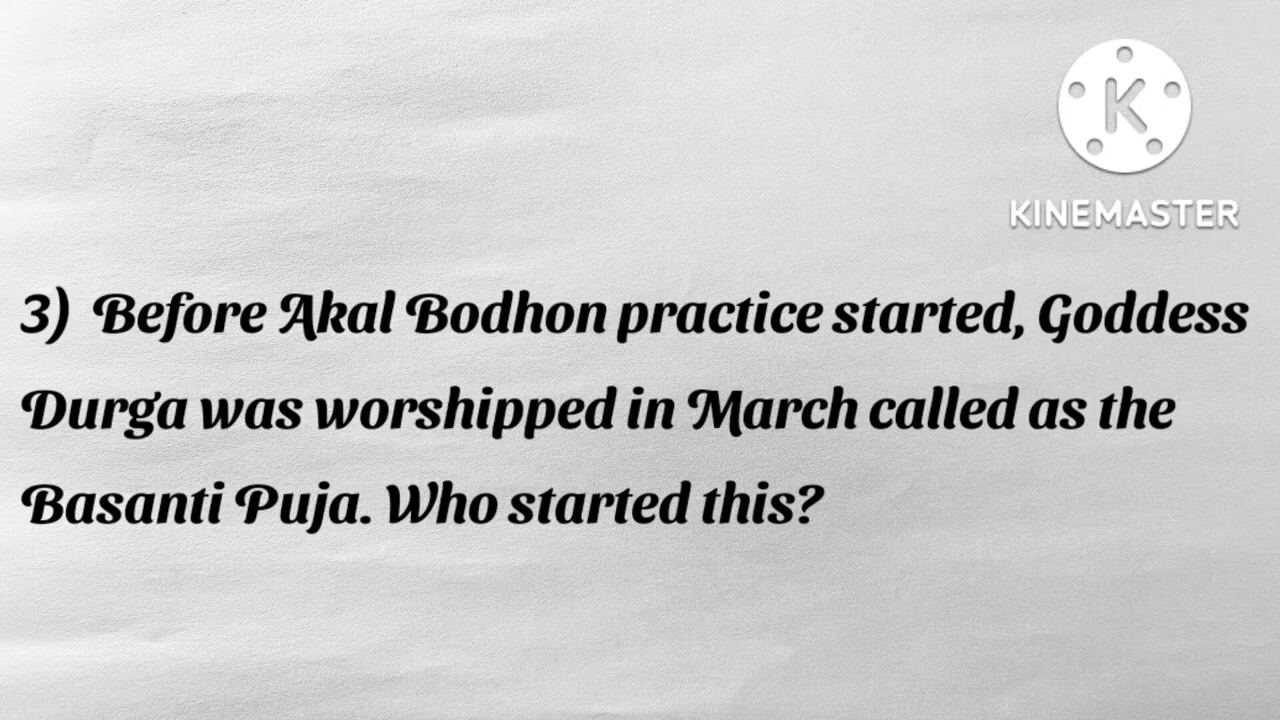 K
KINEMASTER
3) Before Akal Bodhon practice started, Goddess
Durga was worshipped in March called as the
Basanti Puja. Who started this?